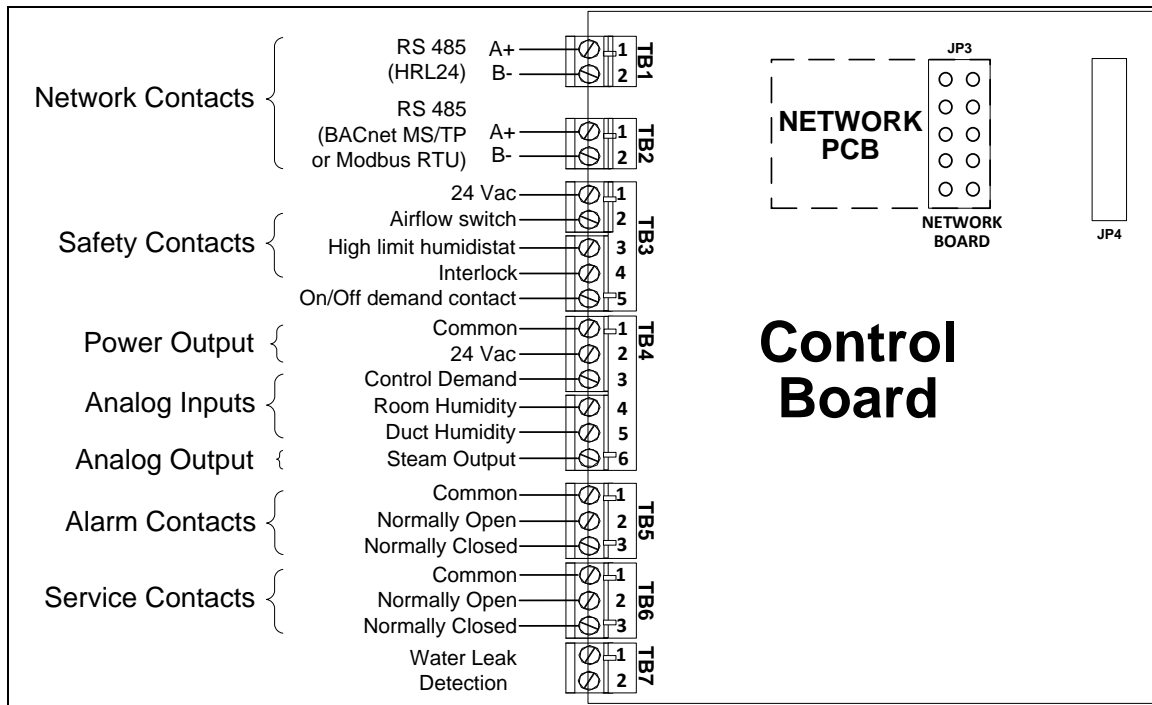 Network Contacts
RS 485
(HRL24)
A+
B-
1
2
TB1
RS 485
(BACnet MS/TP
or Modbus RTU)
A+
B-
1
2
TB2
Safety Contacts
24 Vac
Airflow switch
High limit humidistat
Interlock
On/Off demand contact
1
2
3
4
5
TB3
Power Output
Analog Inputs
Analog Output
Common
24 Vac
Control Demand
Room Humidity
Duct Humidity
Steam Output
1
2
3
4
5
6
TB4
Alarm Contacts
Common
Normally Open
Normally Closed
1
2
3
TB5
Service Contacts
Common
Normally Open
Normally Closed
1
2
3
TB6
Water Leak
Detection
1
2
TB7
JP3
NETWORK
PCB
NETWORK
BOARD
JP4
Control
Board